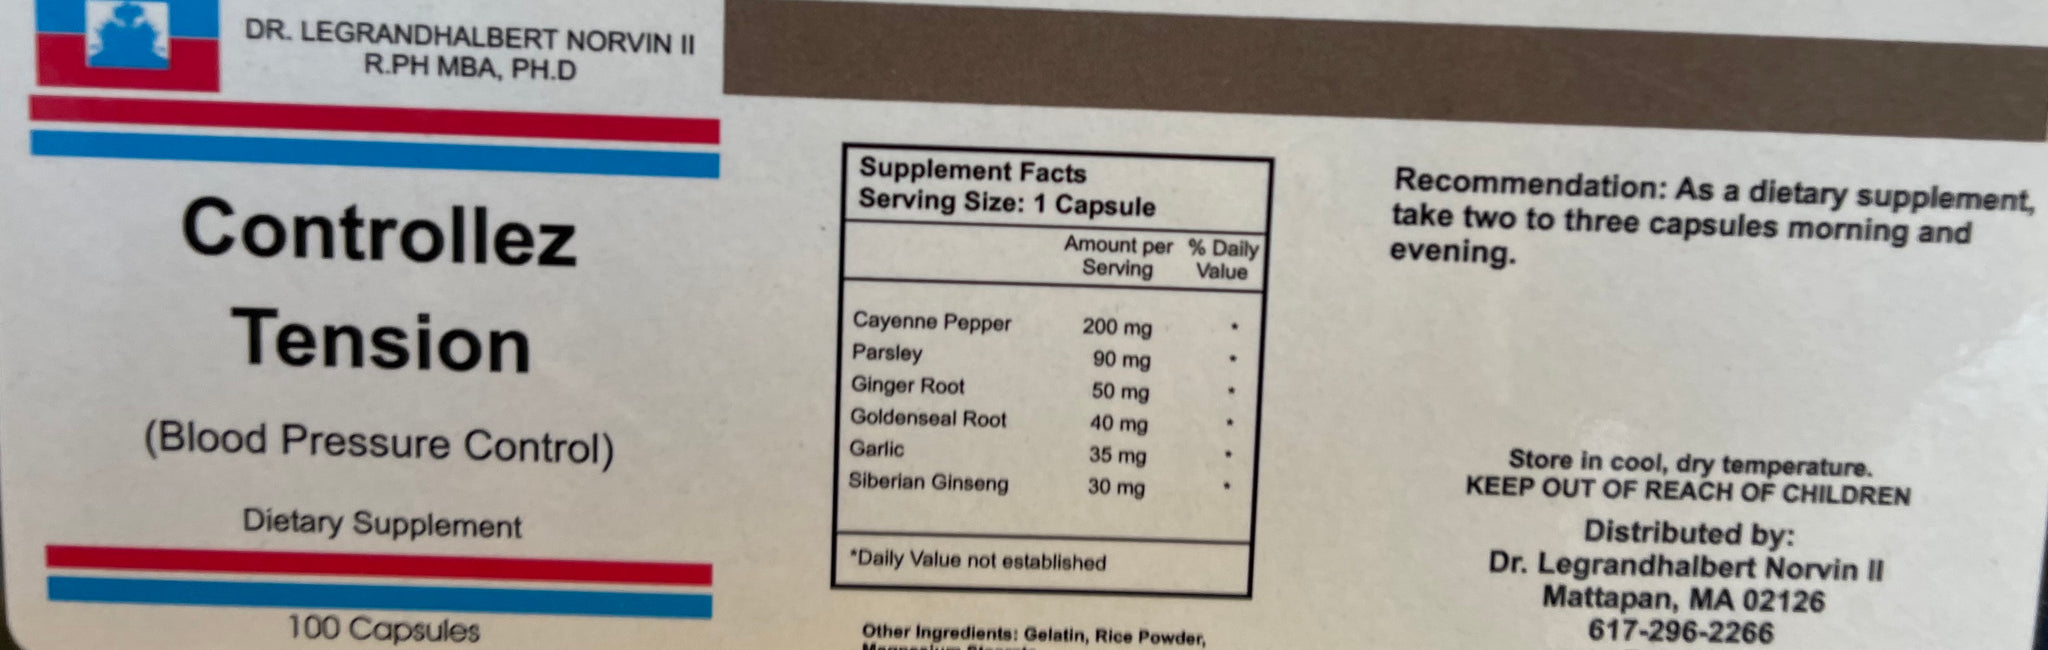 DR. LEGRANDHALBERT NORVIN II
R.PH MBA, PH.D
Controllez
Tension
(Blood Pressure Control)
Dietary Supplement
100 Capsules
Supplement Facts
Serving Size: 1 Capsule
Amount per % Daily
Serving Value
Cayenne Pepper 200 mg *
Parsley 90 mg *
Ginger Root 50 mg *
Goldenseal Root 40 mg *
Garlic 35 mg *
Siberian Ginseng 30 mg *
*Daily Value not established
Other Ingredients: Gelatin, Rice Powder,
Recommendation: As a dietary supplement,
take two to three capsules morning and
evening.
Store in cool, dry temperature.
KEEP OUT OF REACH OF CHILDREN
Distributed by:
Dr. Legrandhalbert Norvin II
Mattapan, MA 02126
617-296-2266